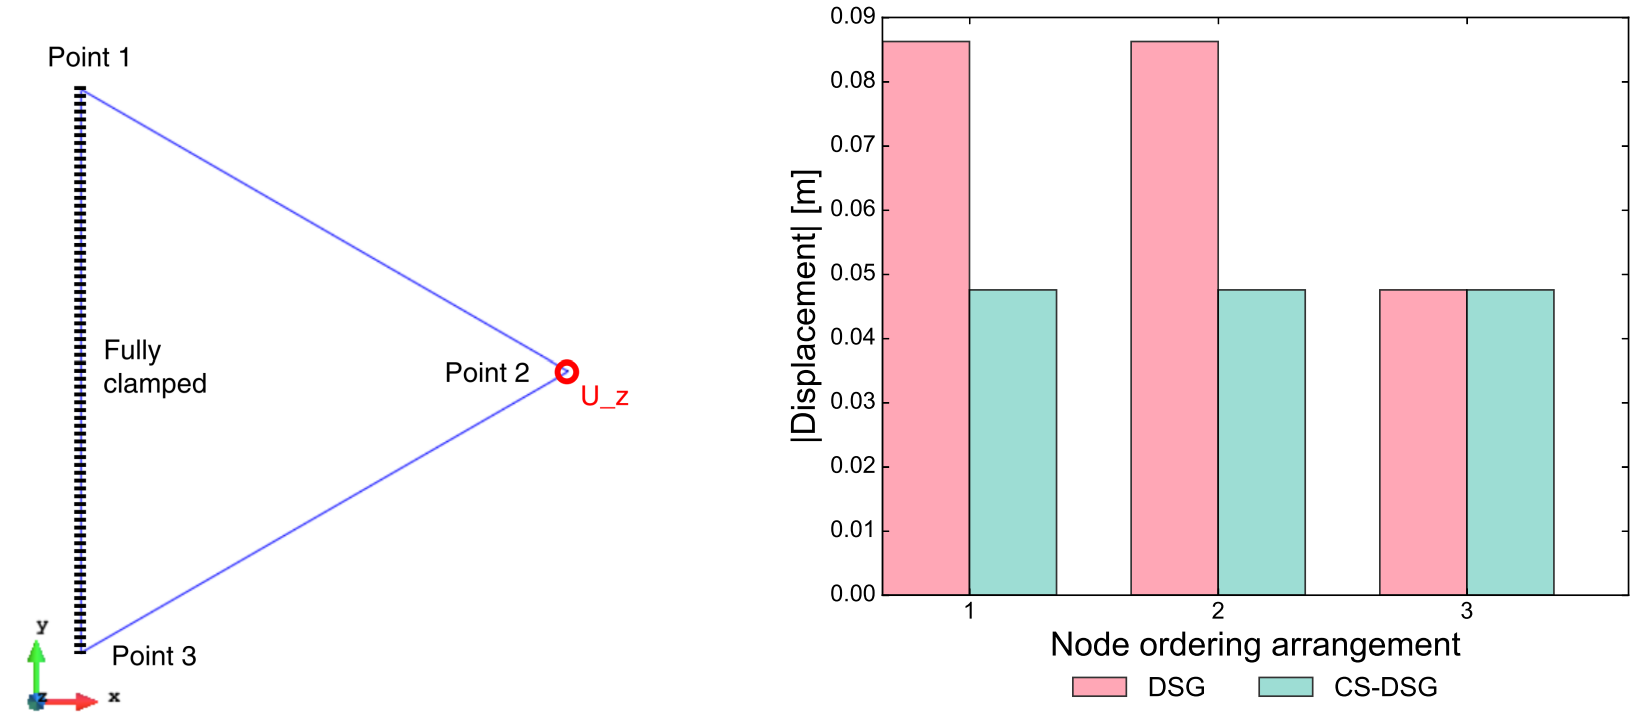 Point 1
Fully
clamped
Point 2
U_z
Point 3
y
z
x
0.09
0.08
0.07
0.06
0.05
0.04
0.03
0.02
0.01
0.00
|Displacement| [m]
1 2 3
Node ordering arrangement
DSG CS-DSG